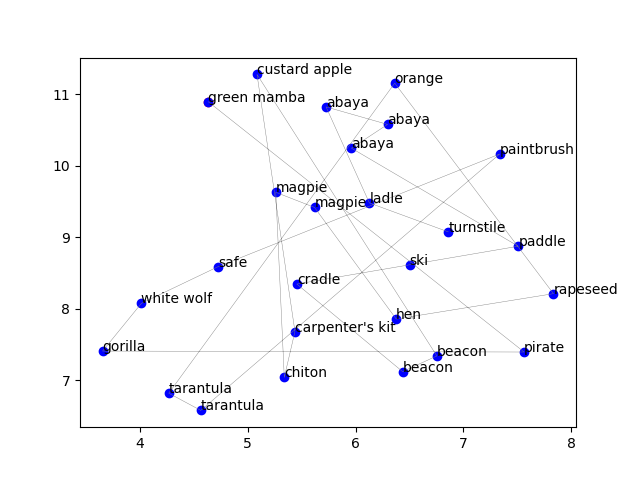 custard apple
orange
green mamba
abaya
abaya
abaya
paintbrush
magpie
magpie
ladle
turnstile
paddle
safe
ski
cradle
rapeseed
white wolf
hen
carpenter's kit
gorilla
beacon
pirate
beacon
chiton
tarantula
tarantula
11
10
9
8
7
4 5 6 7 8